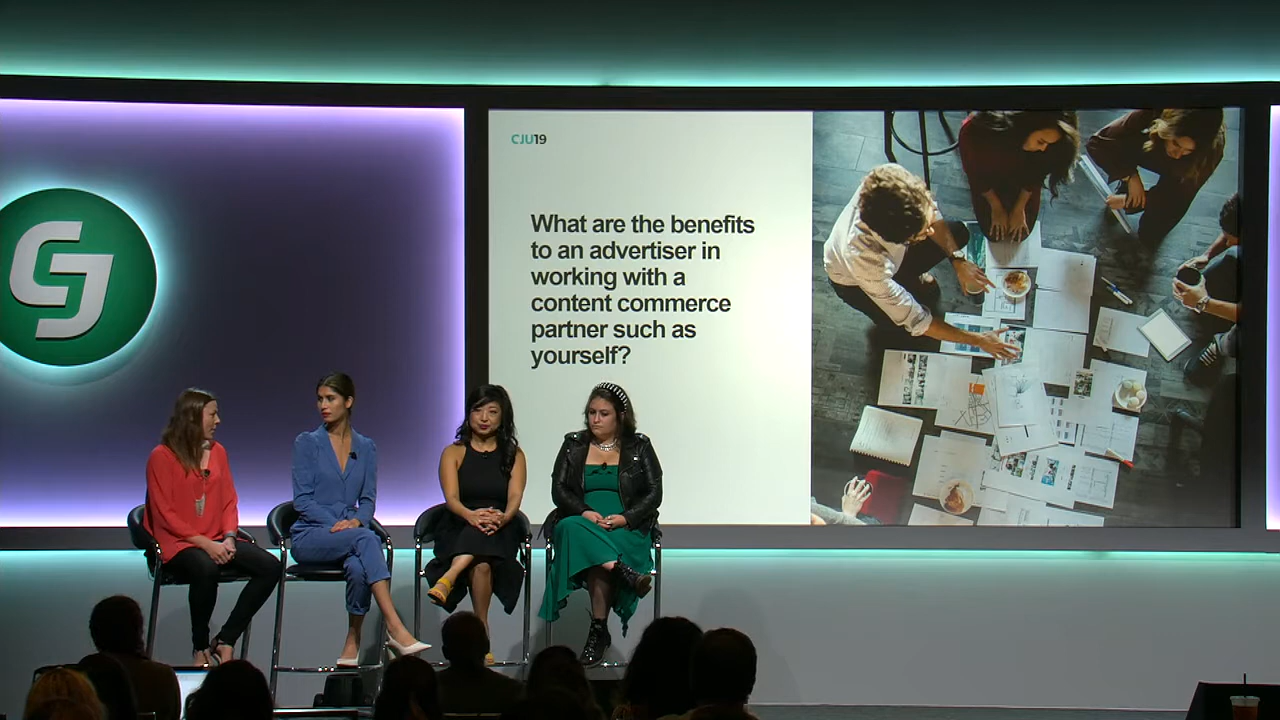 CJ
CJU19
What are the benefits
to an advertiser in
working with a
content commerce
partner such as
yourself?